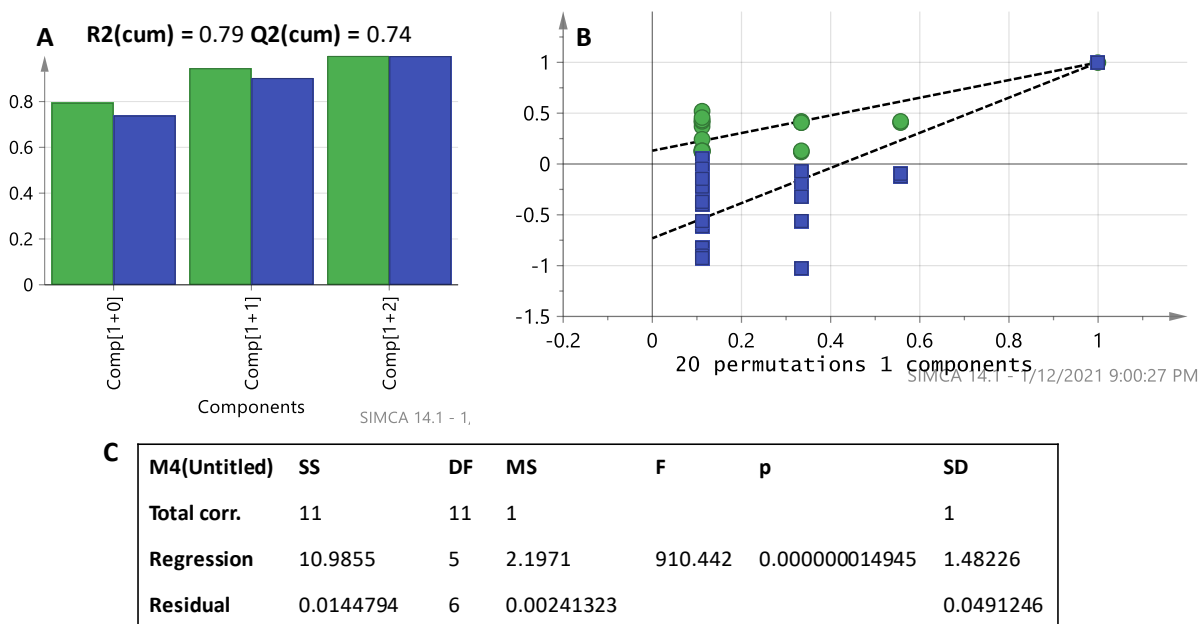 A R2(cum) = 0.79 Q2(cum) = 0.74
0.8
0.6
0.4
0.2
0
Comp[1+0]
Comp[1+1]
Comp[1+2]
Components
SIMCA 14.1 - 1,
B
1
0.5
0
-0.5
-1
-1.5
-0.2 0 0.2 0.4 0.6 0.8 1
20 permutations 1 components
SIMCA 14.1 - 1/12/2021 9:00:27 PM
C
M4(Untitled) SS DF MS F p SD
Total corr. 11 11 1 1
Regression 10.9855 5 2.1971 910.442 0.000000014945 1.48226
Residual 0.0144794 6 0.00241323 0.0491246